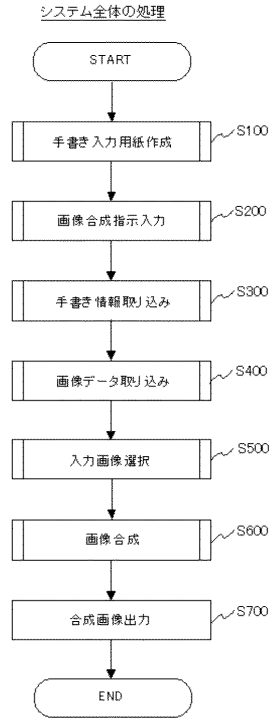 システム全体の処理
START
手書き入力用紙作成
S100
画像合成指示入力
S200
手書き情報取り込み
S300
画像データ取り込み
S400
入力画像選択
S500
画像合成
S600
合成画像出力
S700
END